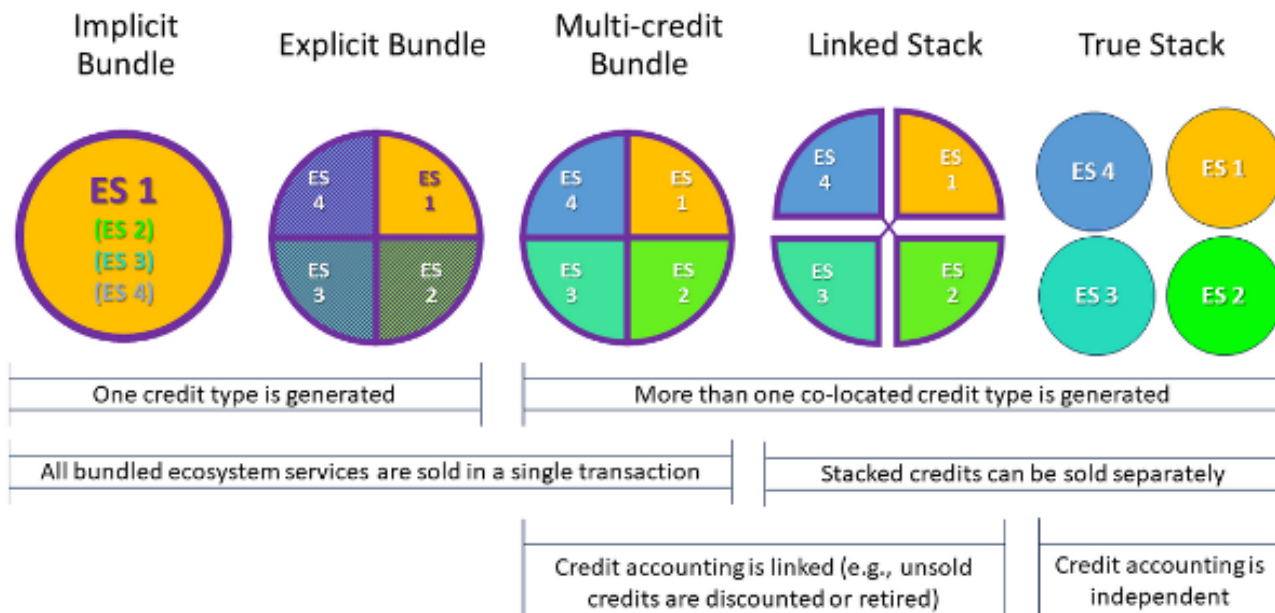 Implicit
Bundle
Explicit Bundle
Multi-credit
Bundle
Linked Stack
True Stack
ES 1
(ES 2)
(ES 3)
(ES 4)
ES
4
ES
1
ES
3
ES
2
ES
4
ES
1
ES
3
ES
2
ES
4
ES
1
ES
3
ES
2
ES 4
ES 1
ES 3
ES 2
One credit type is generated
More than one co-located credit type is generated
All bundled ecosystem services are sold in a single transaction
Stacked credits can be sold separately
Credit accounting is linked (e.g., unsold
credits are discounted or retired)
Credit accounting is
independent